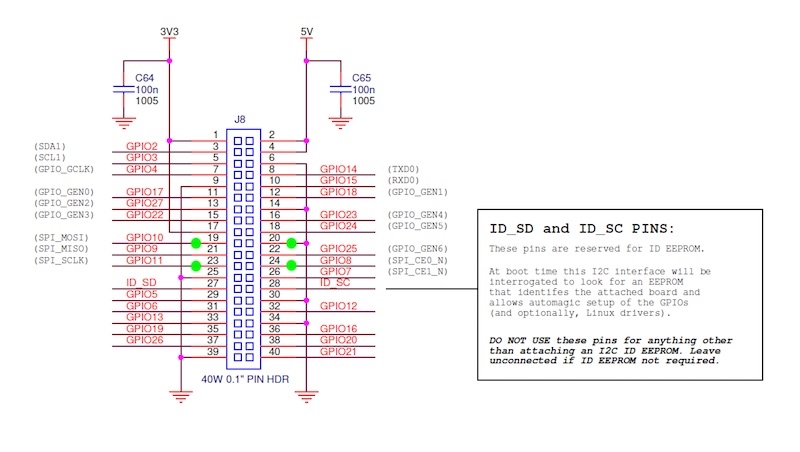 3V3
5V
C64
100n
1005
C65
100n
1005
J8
1 2
3 4
(SDA1) GPIO2
5 6
(SCL1) GPIO3
7 8
(GPIO_GCLK) GPIO4 GPIO14 (TXD0)
9 10
GPIO15 (RXD0)
11 12
(GPIO_GEN0) GPIO17 GPIO18 (GPIO_GEN1)
13 14
(GPIO_GEN2) GPIO27
15 16
(GPIO_GEN3) GPIO22 GPIO23 (GPIO_GEN4)
17 18
GPIO24 (GPIO_GEN5)
19 20
(SPI_MOSI) GPIO10
21 22
(SPI_MISO) GPIO9 GPIO25 (GPIO_GEN6)
23 24
(SPI_SCLK) GPIO11 GPIO8 (SPI_CE0_N)
25 26
GPIO7 (SPI_CE1_N)
27 28
ID_SD ID_SC
29 30
GPIO5
31 32
GPIO6 GPIO12
33 34
GPIO13
35 36
GPIO19 GPIO16
37 38
GPIO26 GPIO20
39 40
GPIO21
40W 0.1" PIN HDR
ID_SD and ID_SC PINS:
These pins are reserved for ID EEPROM.
At boot time this I2C interface will be
interrogated to look for an EEPROM
that identifes the attached board and
allows automagic setup of the GPIOs
(and optionally, Linux drivers).
DO NOT USE these pins for anything other
than attaching an I2C ID EEPROM. Leave
unconnected if ID EEPROM not required.